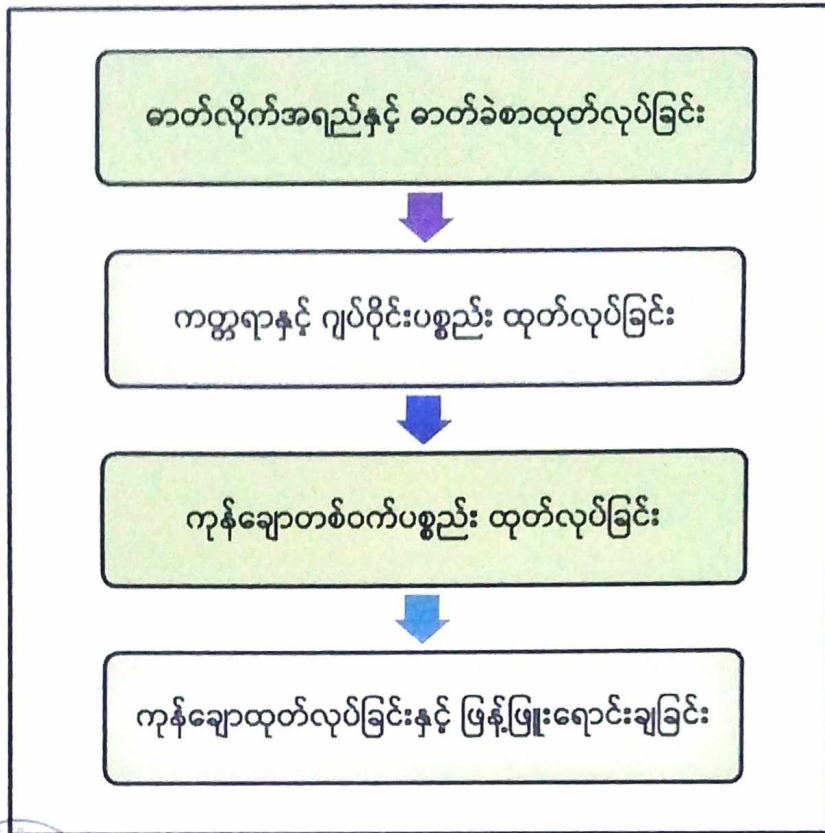 ဓာတ်လိုက်အရည်နှင့် ဓာတ်ခဲစာထုတ်လုပ်ခြင်း
ကတ္တရာနှင့် ဂျပ်ဝိုင်းပစ္စည်း ထုတ်လုပ်ခြင်း
ကုန်ချောတစ်ဝက်ပစ္စည်း ထုတ်လုပ်ခြင်း
ကုန်ချောထုတ်လုပ်ခြင်းနှင့် ဖြန့်ဖြူးရောင်းချခြင်း